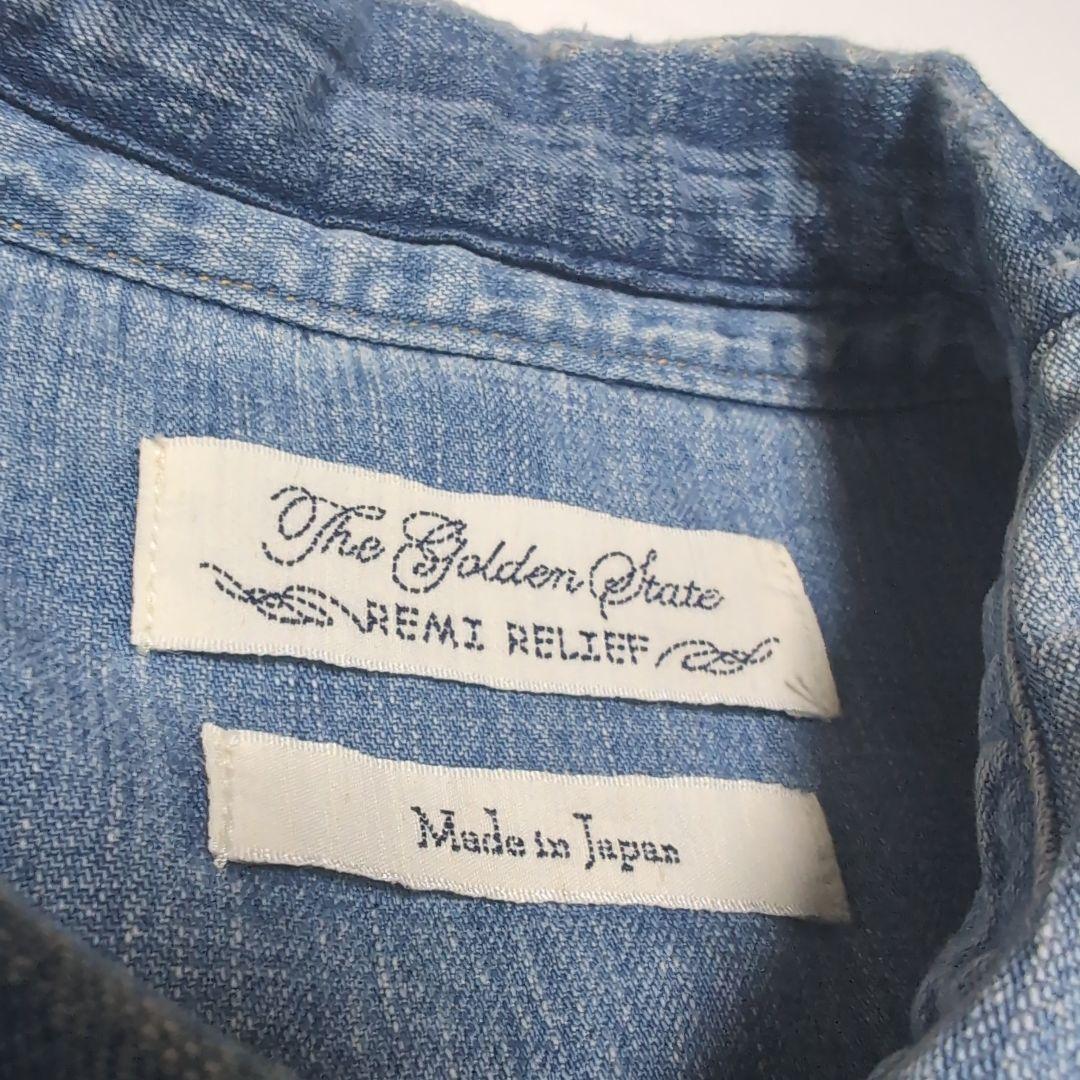 The Golden State
REMI RELIEF
Made in Japan